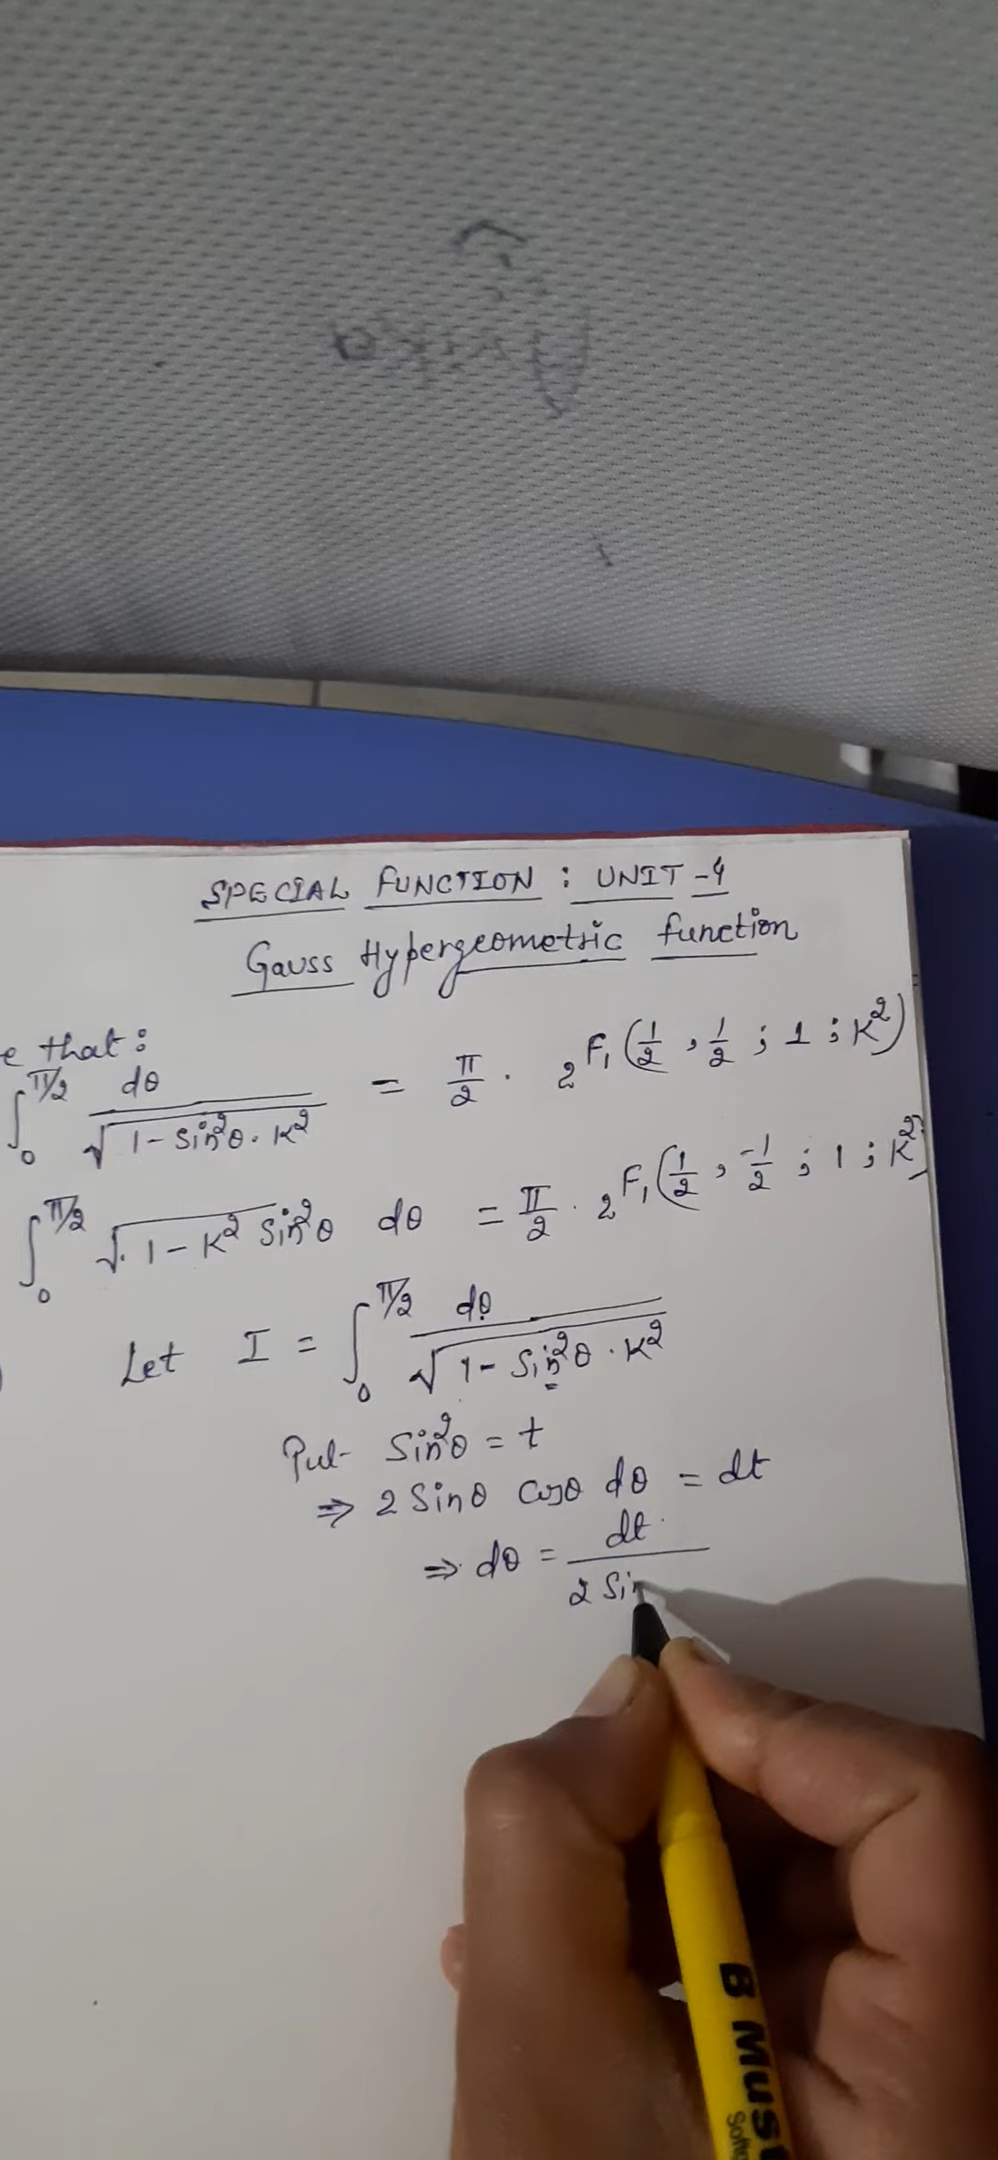 SPECIAL FUNCTION : UNIT -4
Gauss Hypergeometric function
e that :
∫₀^π/2 dθ / √(1 - Sin²θ . K²) = π/2 . ₂F₁(1/2 , 1/2 ; 1 ; K²)
∫₀^π/2 √(1 - K² Sin²θ) dθ = π/2 . ₂F₁(1/2 , -1/2 ; 1 ; K²)
Let I = ∫₀^π/2 dθ / √(1 - Sin²θ . K²)
Put Sin²θ = t
⇒ 2 Sinθ Cosθ dθ = dt
⇒ dθ = dt / 2 Sin
B Mus